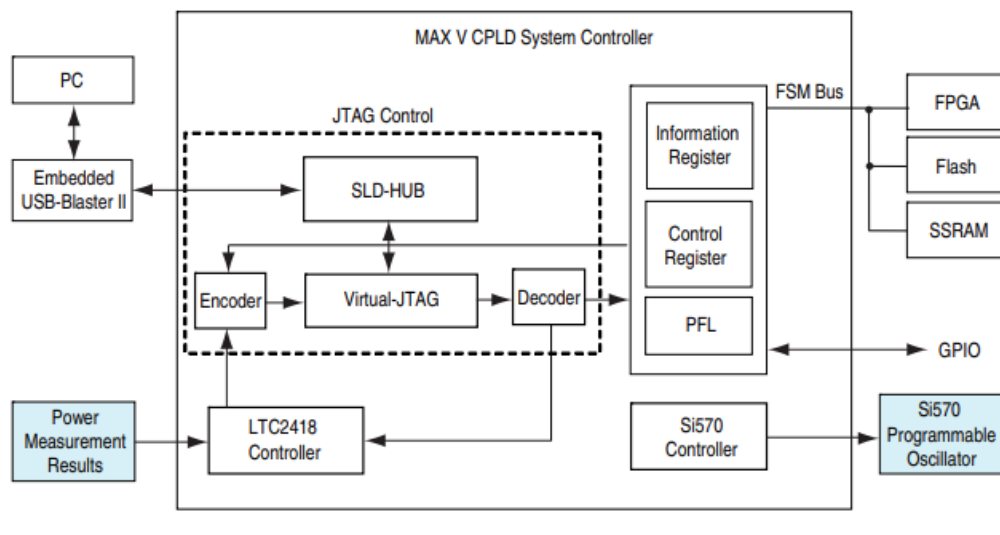 MAX V CPLD System Controller
PC
Embedded
USB-Blaster II
JTAG Control
SLD-HUB
Encoder
Virtual-JTAG
Decoder
Information
Register
Control
Register
PFL
FSM Bus
FPGA
Flash
SSRAM
GPIO
Power
Measurement
Results
LTC2418
Controller
Si570
Controller
Si570
Programmable
Oscillator